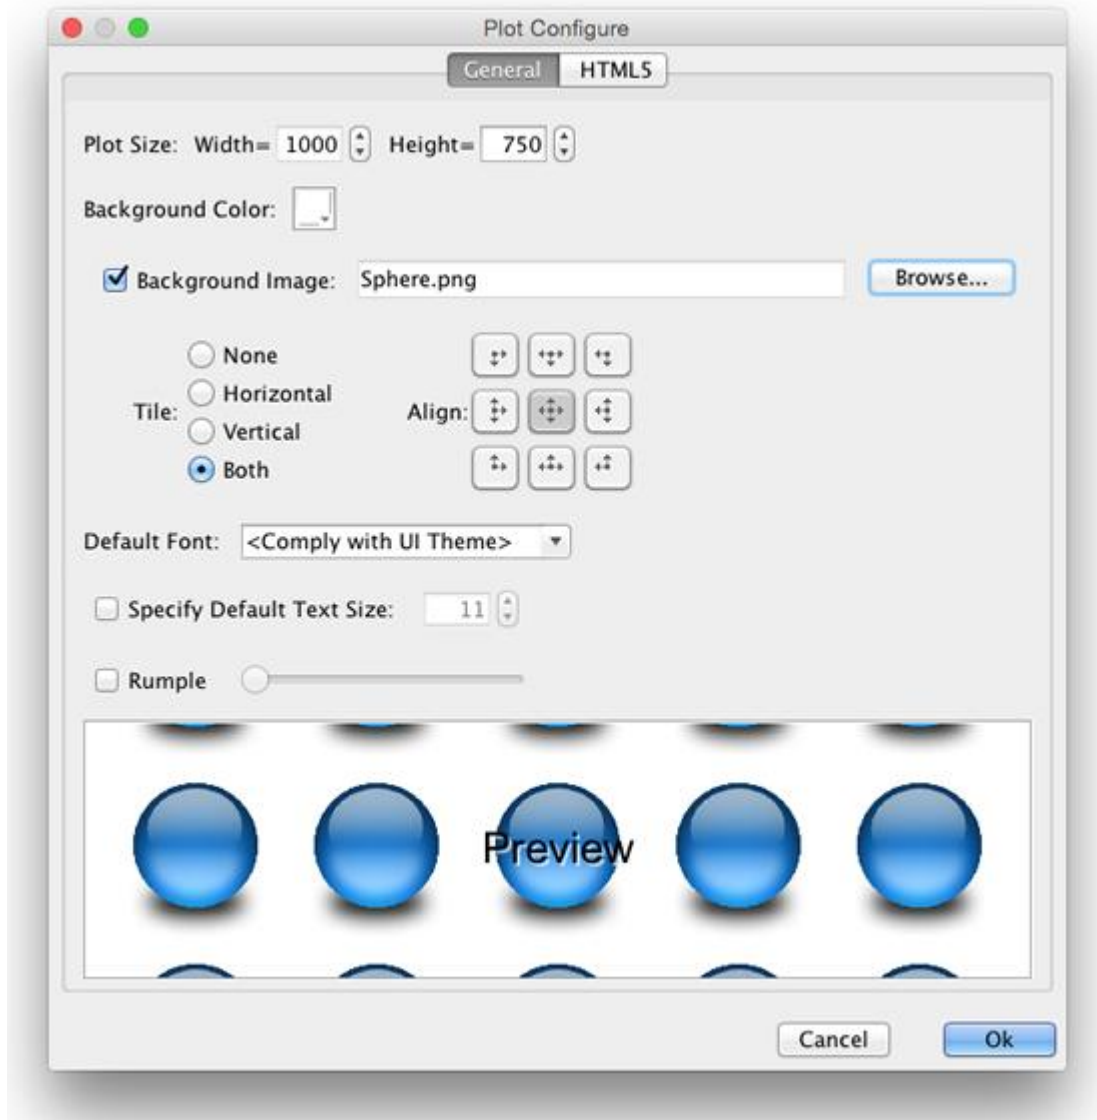 Plot Configure
General HTML5
Plot Size: Width= 1000 Height= 750
Background Color:
Background Image: Sphere.png Browse...
None
Horizontal
Tile: Align:
Vertical
Both
Default Font: <Comply with UI Theme>
Specify Default Text Size: 11
Rumple
Preview
Cancel Ok